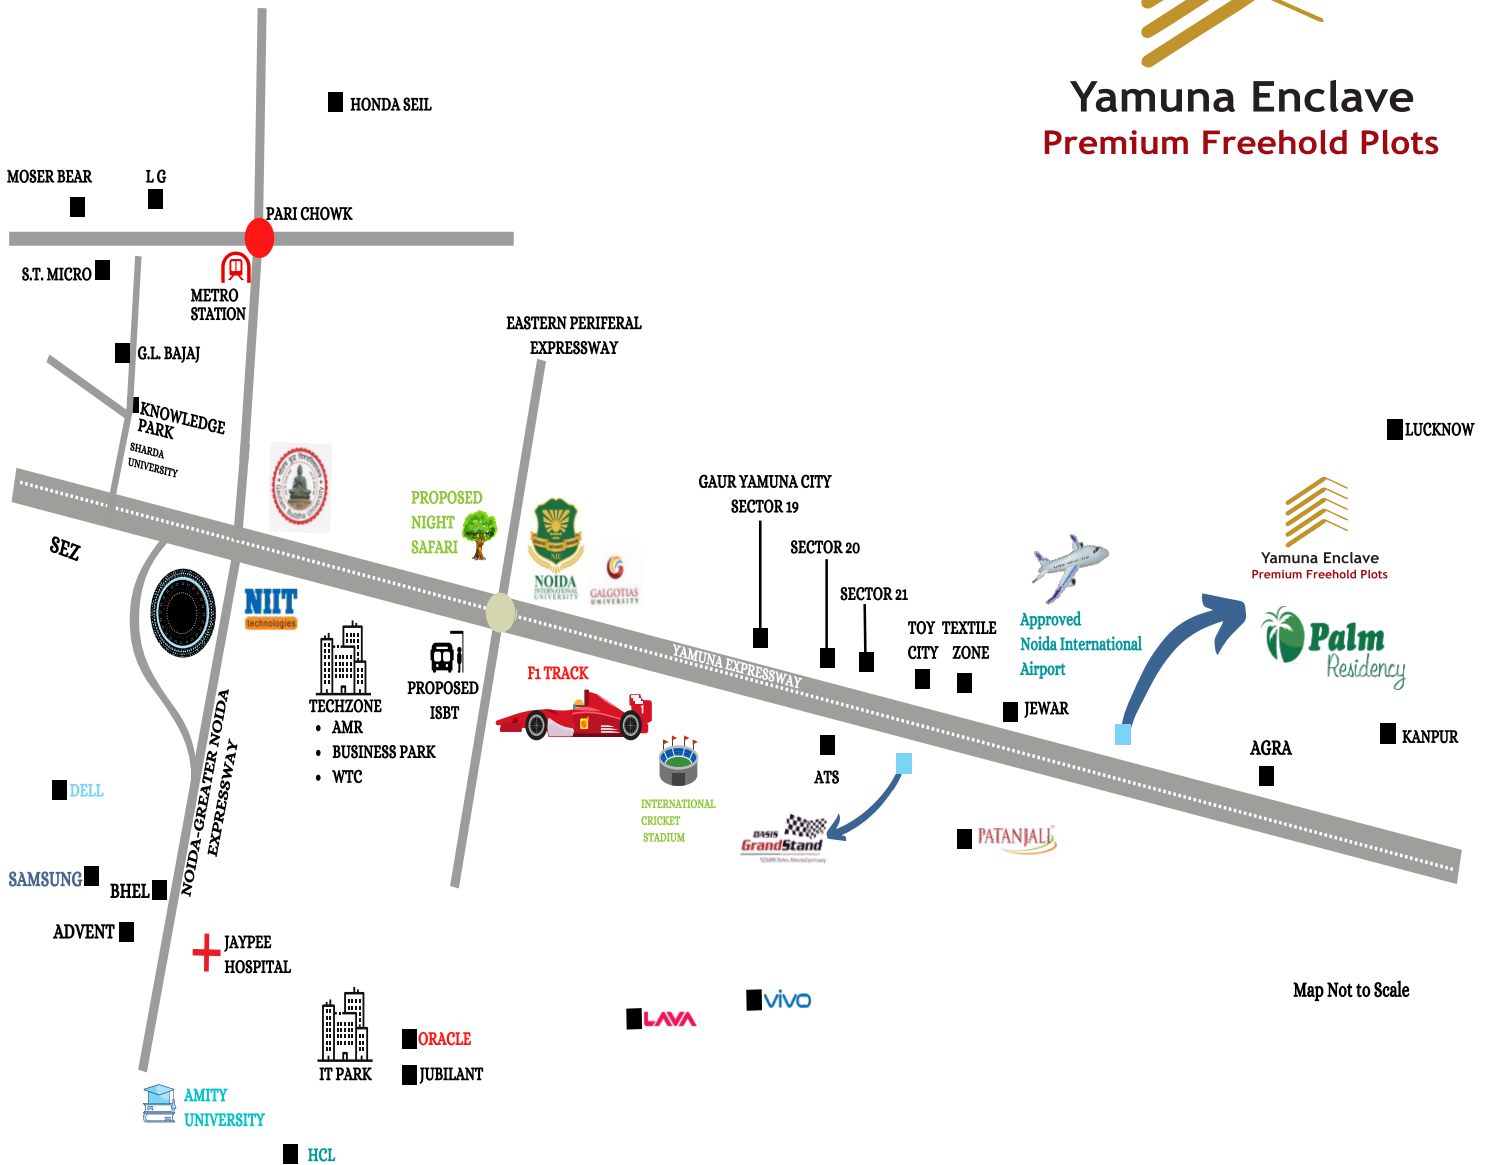 Yamuna Enclave
Premium Freehold Plots
HONDA SEIL
MOSER BEAR
L G
PARI CHOWK
S.T. MICRO
METRO
STATION
G.L. BAJAJ
KNOWLEDGE
PARK
SHARDA
UNIVERSITY
EASTERN PERIFERAL
EXPRESSWAY
LUCKNOW
GAUR YAMUNA CITY
SECTOR 19
SECTOR 20
SECTOR 21
PROPOSED
NIGHT
SAFARI
NOIDA
INTERNATIONAL
UNIVERSITY
GALGOTIAS
UNIVERSITY
SEZ
NIIT
technologies
Yamuna Enclave
Premium Freehold Plots
Palm
Residency
TOY
CITY
TEXTILE
ZONE
Approved
Noida International
Airport
YAMUNA EXPRESSWAY
F1 TRACK
PROPOSED
ISBT
TECHZONE
• AMR
• BUSINESS PARK
• WTC
JEWAR
AGRA
KANPUR
ATS
INTERNATIONAL
CRICKET
STADIUM
OASIS
GrandStand
PATANJALI
NOIDA-GREATER NOIDA
EXPRESSWAY
DELL
SAMSUNG
BHEL
ADVENT
JAYPEE
HOSPITAL
Map Not to Scale
VIVO
LAVA
ORACLE
IT PARK
JUBILANT
AMITY
UNIVERSITY
HCL